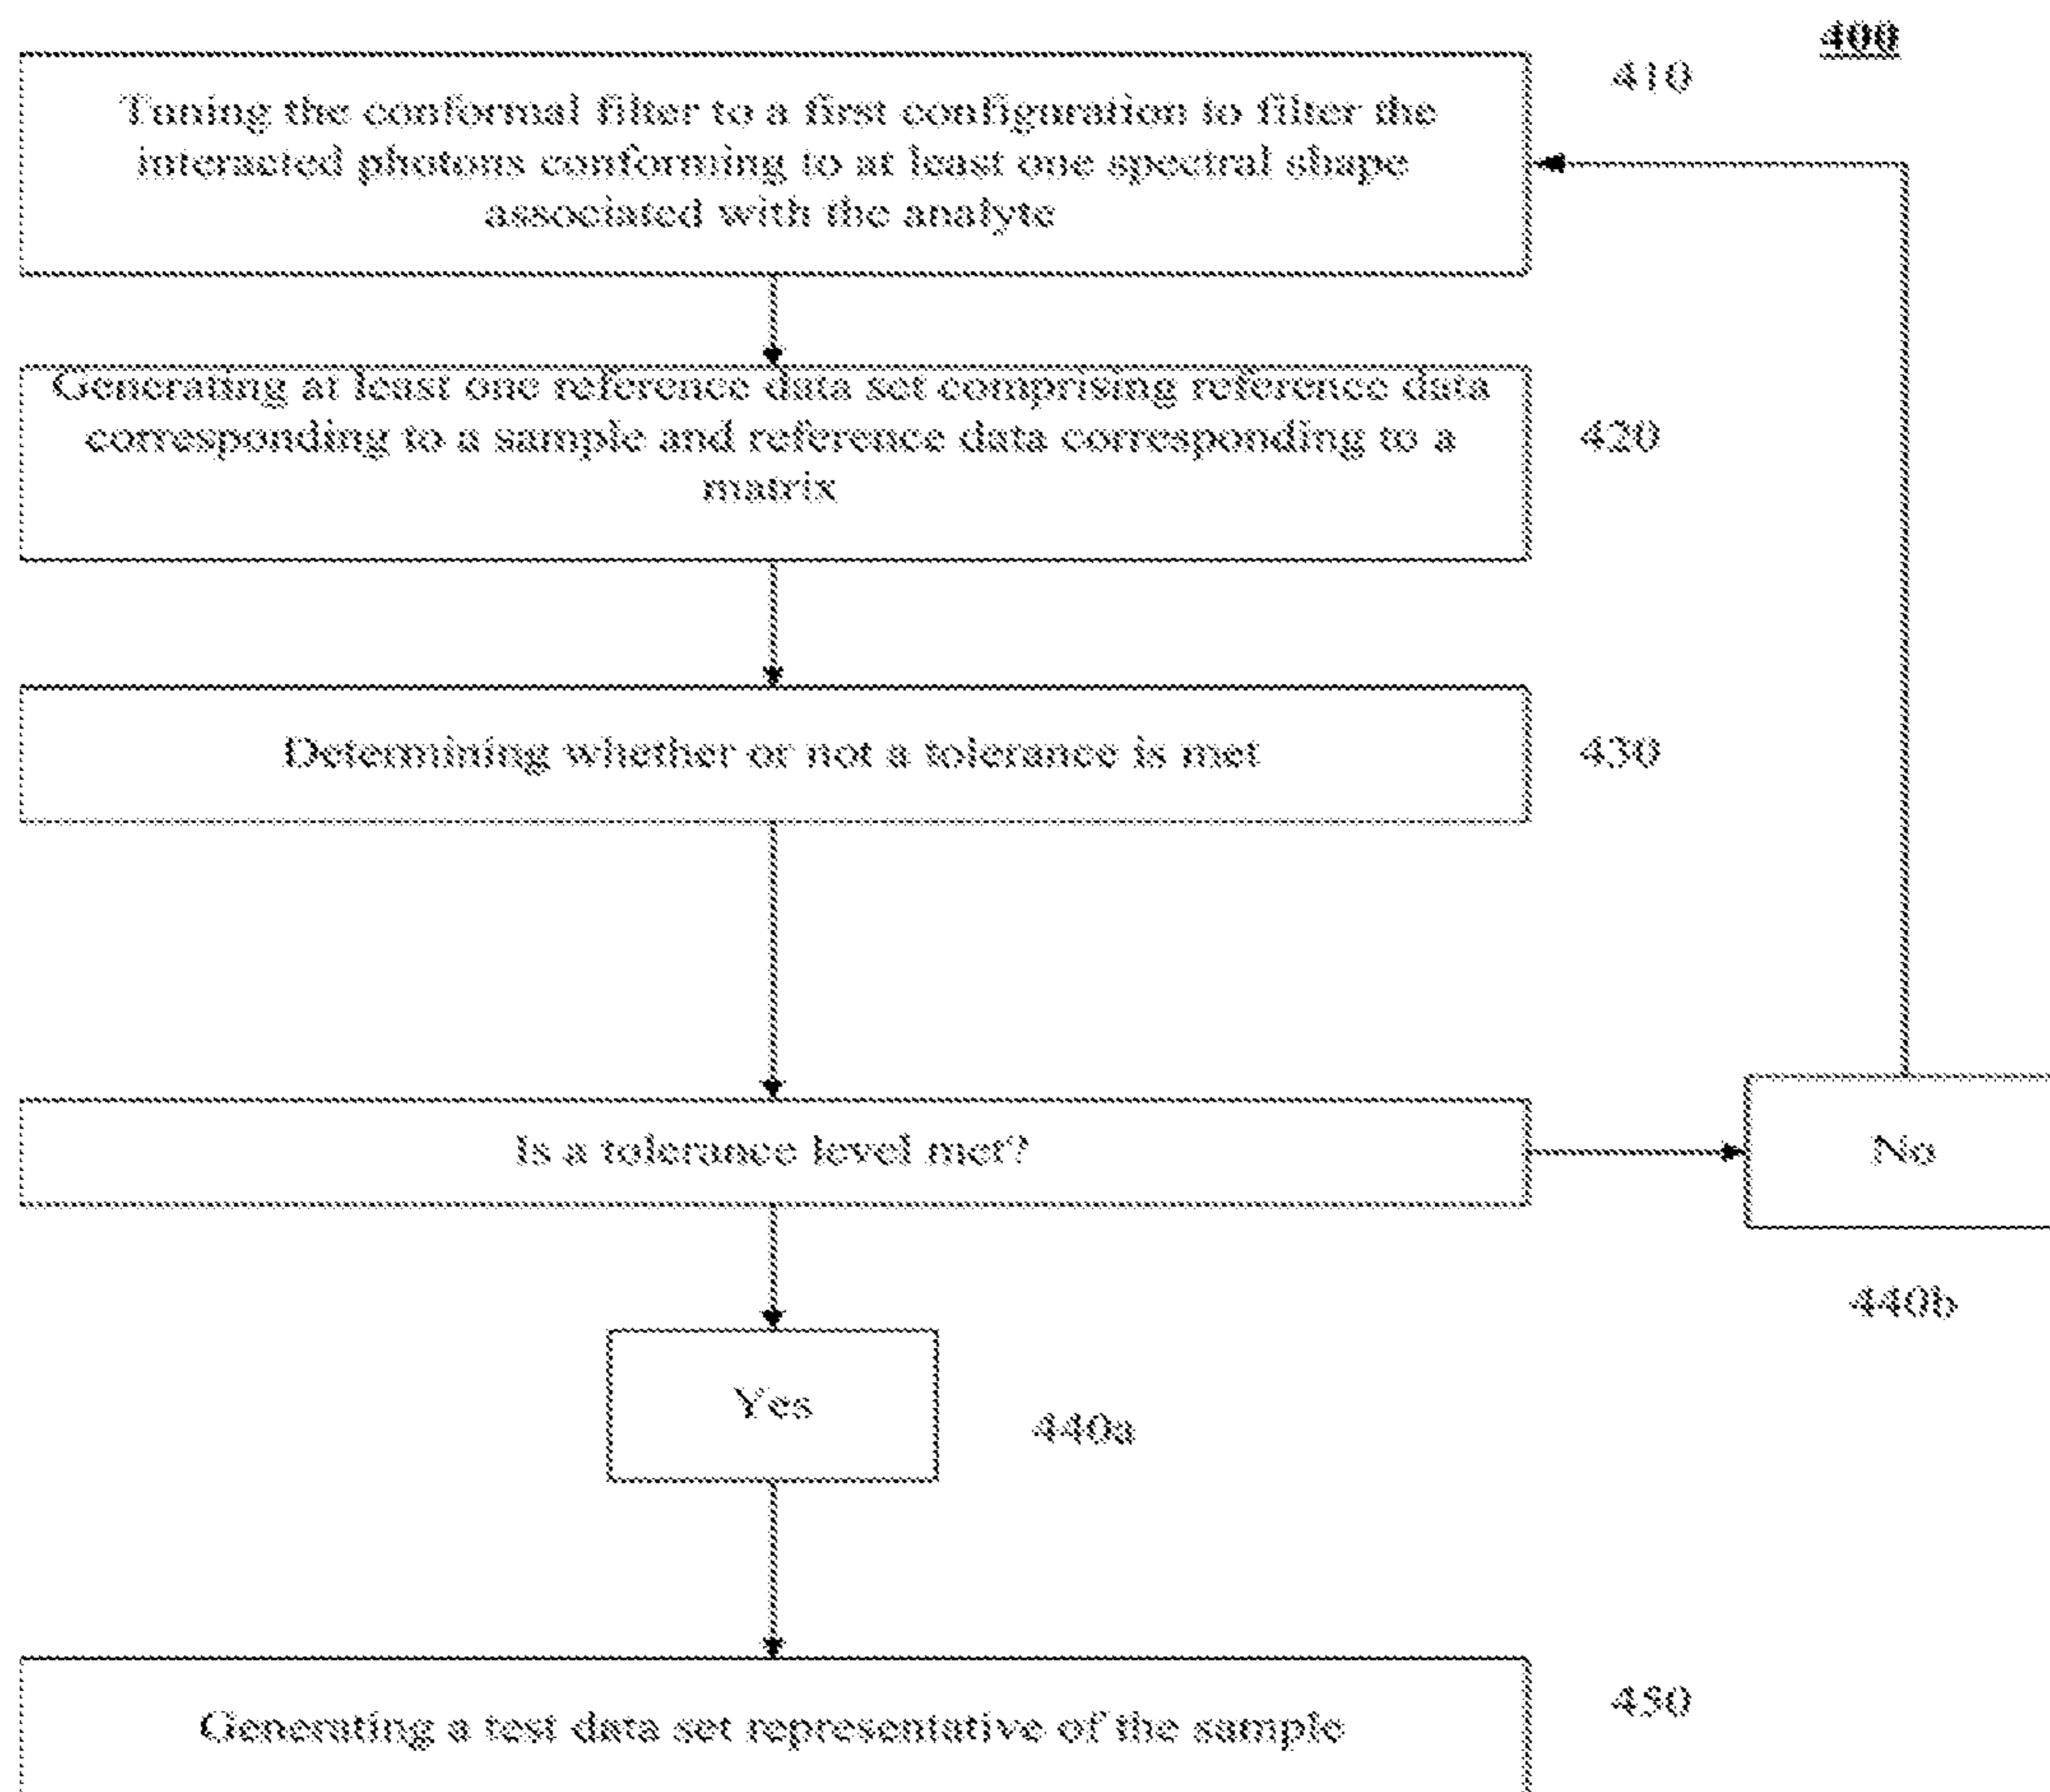 400
410
Tuning the conformal filter to a first configuration to filter the
interacted photons conforming to at least one spectral shape
associated with the analyte
Generating at least one reference data set comprising reference data
corresponding to a sample and reference data corresponding to a
matrix
420
Determining whether or not a tolerance is met
430
Is a tolerance level met?
No
440b
Yes
440a
Generating a test data set representative of the sample
450